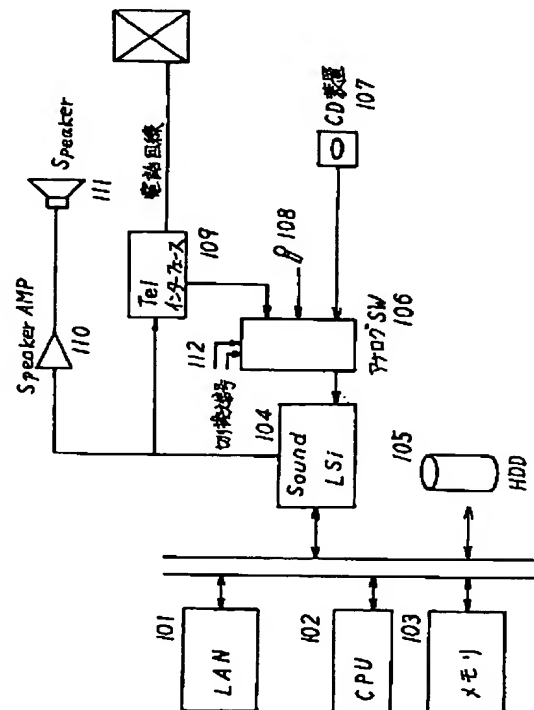 Speaker
111
Speaker AMP
110
電話回線
Tel
インターフェース
109
108
CD装置
107
112
切換え信号
アナログSW
106
104
Sound
LSi
105
HDD
101
LAN
102
CPU
103
メモリ